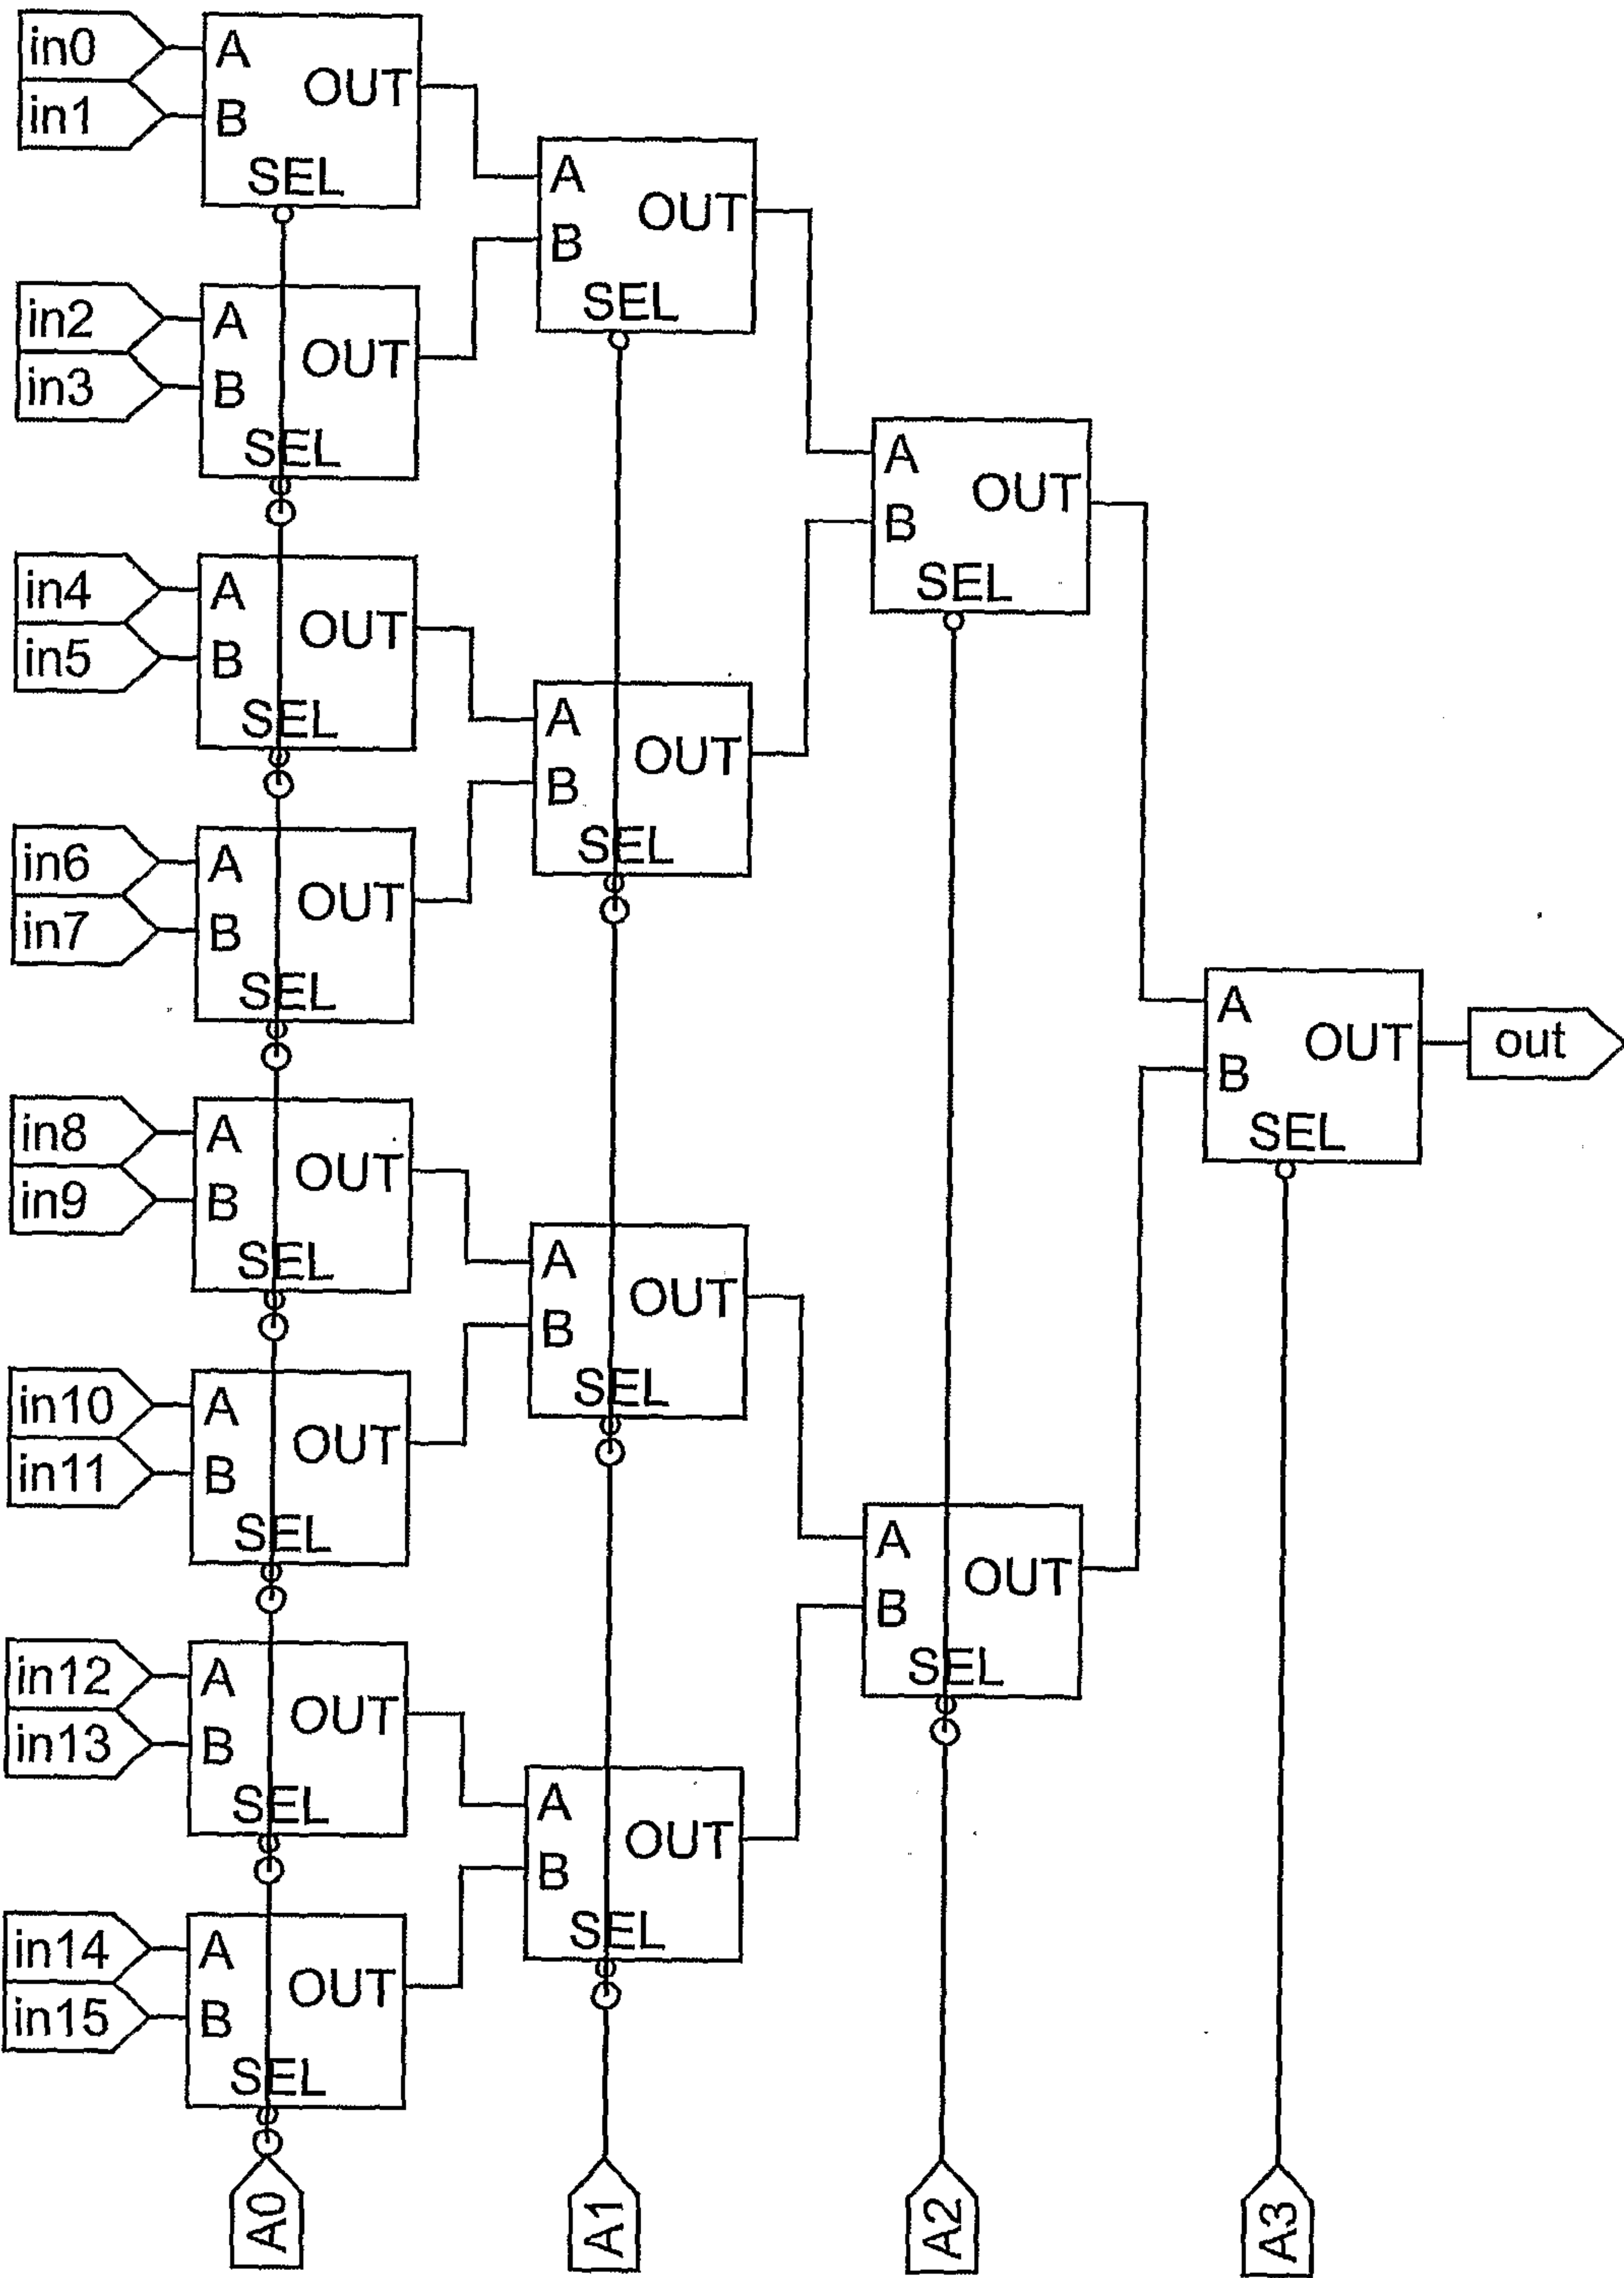 in0
A
OUT
in1
B
SEL
A
OUT
B
SEL
in2
A
OUT
in3
B
SEL
A
OUT
B
SEL
in4
A
OUT
in5
B
SEL
A
OUT
B
SEL
in6
A
OUT
in7
B
SEL
A
OUT
out
B
SEL
in8
A
OUT
in9
B
SEL
A
OUT
B
SEL
in10
A
OUT
in11
B
SEL
A
OUT
B
SEL
in12
A
OUT
in13
B
SEL
A
OUT
B
SEL
in14
A
OUT
in15
B
SEL
A0
A1
A2
A3